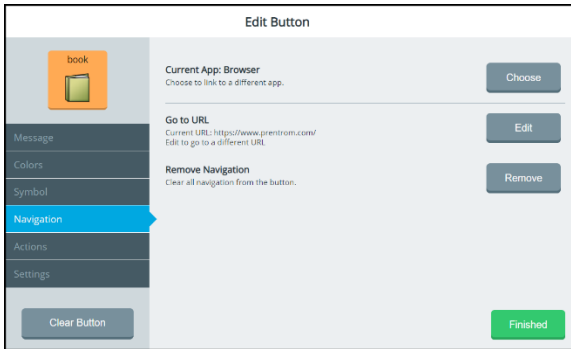 Edit Button
book
Current App: Browser
Choose to link to a different app.
Choose
Go to URL
Current URL: https://www.prentrom.com/
Edit to go to a different URL
Edit
Remove Navigation
Clear all navigation from the button.
Remove
Message
Colors
Symbol
Navigation
Actions
Settings
Clear Button
Finished